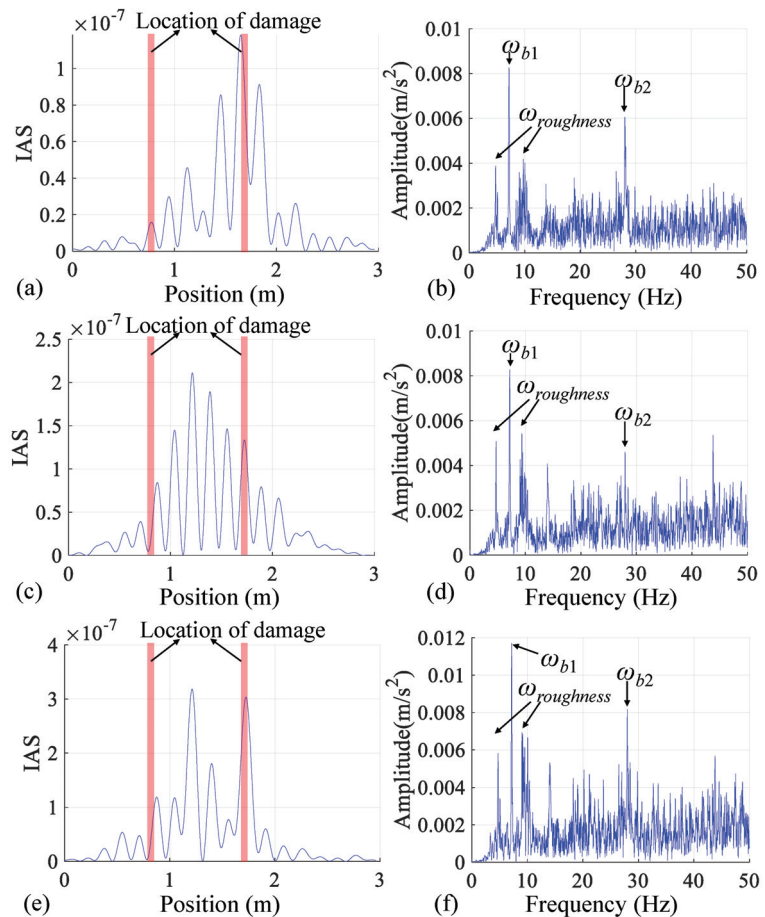 ×10⁻⁷ Location of damage
1
0.8
0.6
0.4
0.2
0
IAS
0 1 2 3
(a) Position (m)
0.01
0.008
0.006
0.004
0.002
0
Amplitude(m/s²)
ω_b1
ω_b2
ω_roughness
0 10 20 30 40 50
(b) Frequency (Hz)
×10⁻⁷ Location of damage
2.5
2
1.5
1
0.5
0
IAS
0 1 2 3
(c) Position (m)
0.01
0.008
0.006
0.004
0.002
0
Amplitude(m/s²)
ω_b1
ω_roughness
ω_b2
0 10 20 30 40 50
(d) Frequency (Hz)
×10⁻⁷ Location of damage
4
3
2
1
0
IAS
0 1 2 3
(e) Position (m)
0.012
0.01
0.008
0.006
0.004
0.002
0
Amplitude(m/s²)
ω_b1
ω_b2
ω_roughness
0 10 20 30 40 50
(f) Frequency (Hz)